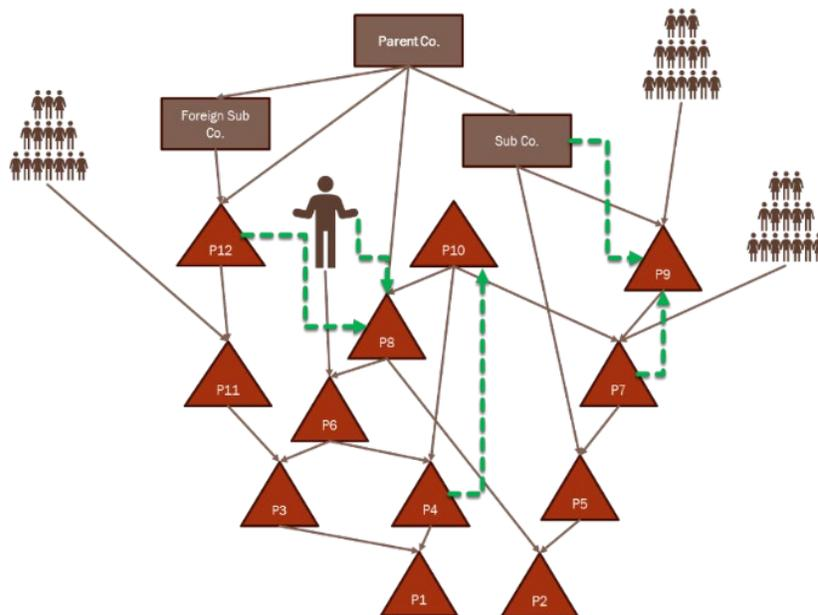 Parent Co.
Foreign Sub
Co.
Sub Co.
P12
P10
P9
P8
P7
P11
P6
P3
P4
P5
P1
P2